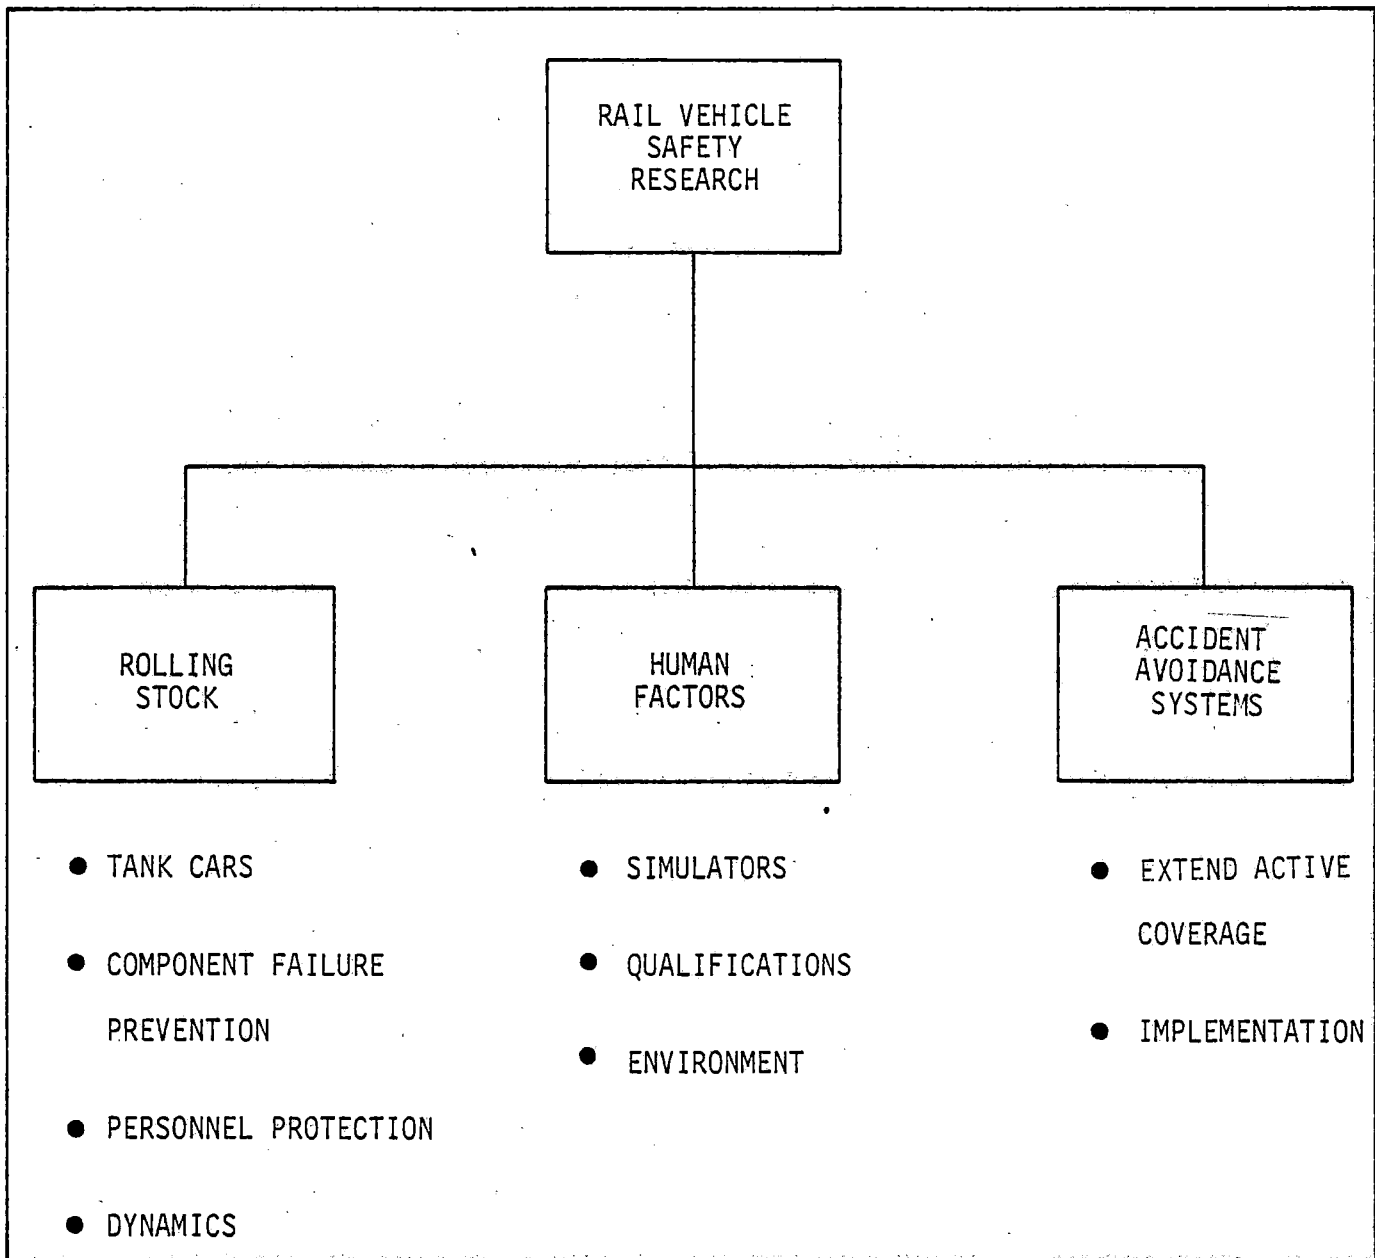 RAIL VEHICLE
SAFETY
RESEARCH
ROLLING
STOCK
HUMAN
FACTORS
ACCIDENT
AVOIDANCE
SYSTEMS
● TANK CARS
● COMPONENT FAILURE
PREVENTION
● PERSONNEL PROTECTION
● DYNAMICS
● SIMULATORS
● QUALIFICATIONS
● ENVIRONMENT
● EXTEND ACTIVE
COVERAGE
● IMPLEMENTATION